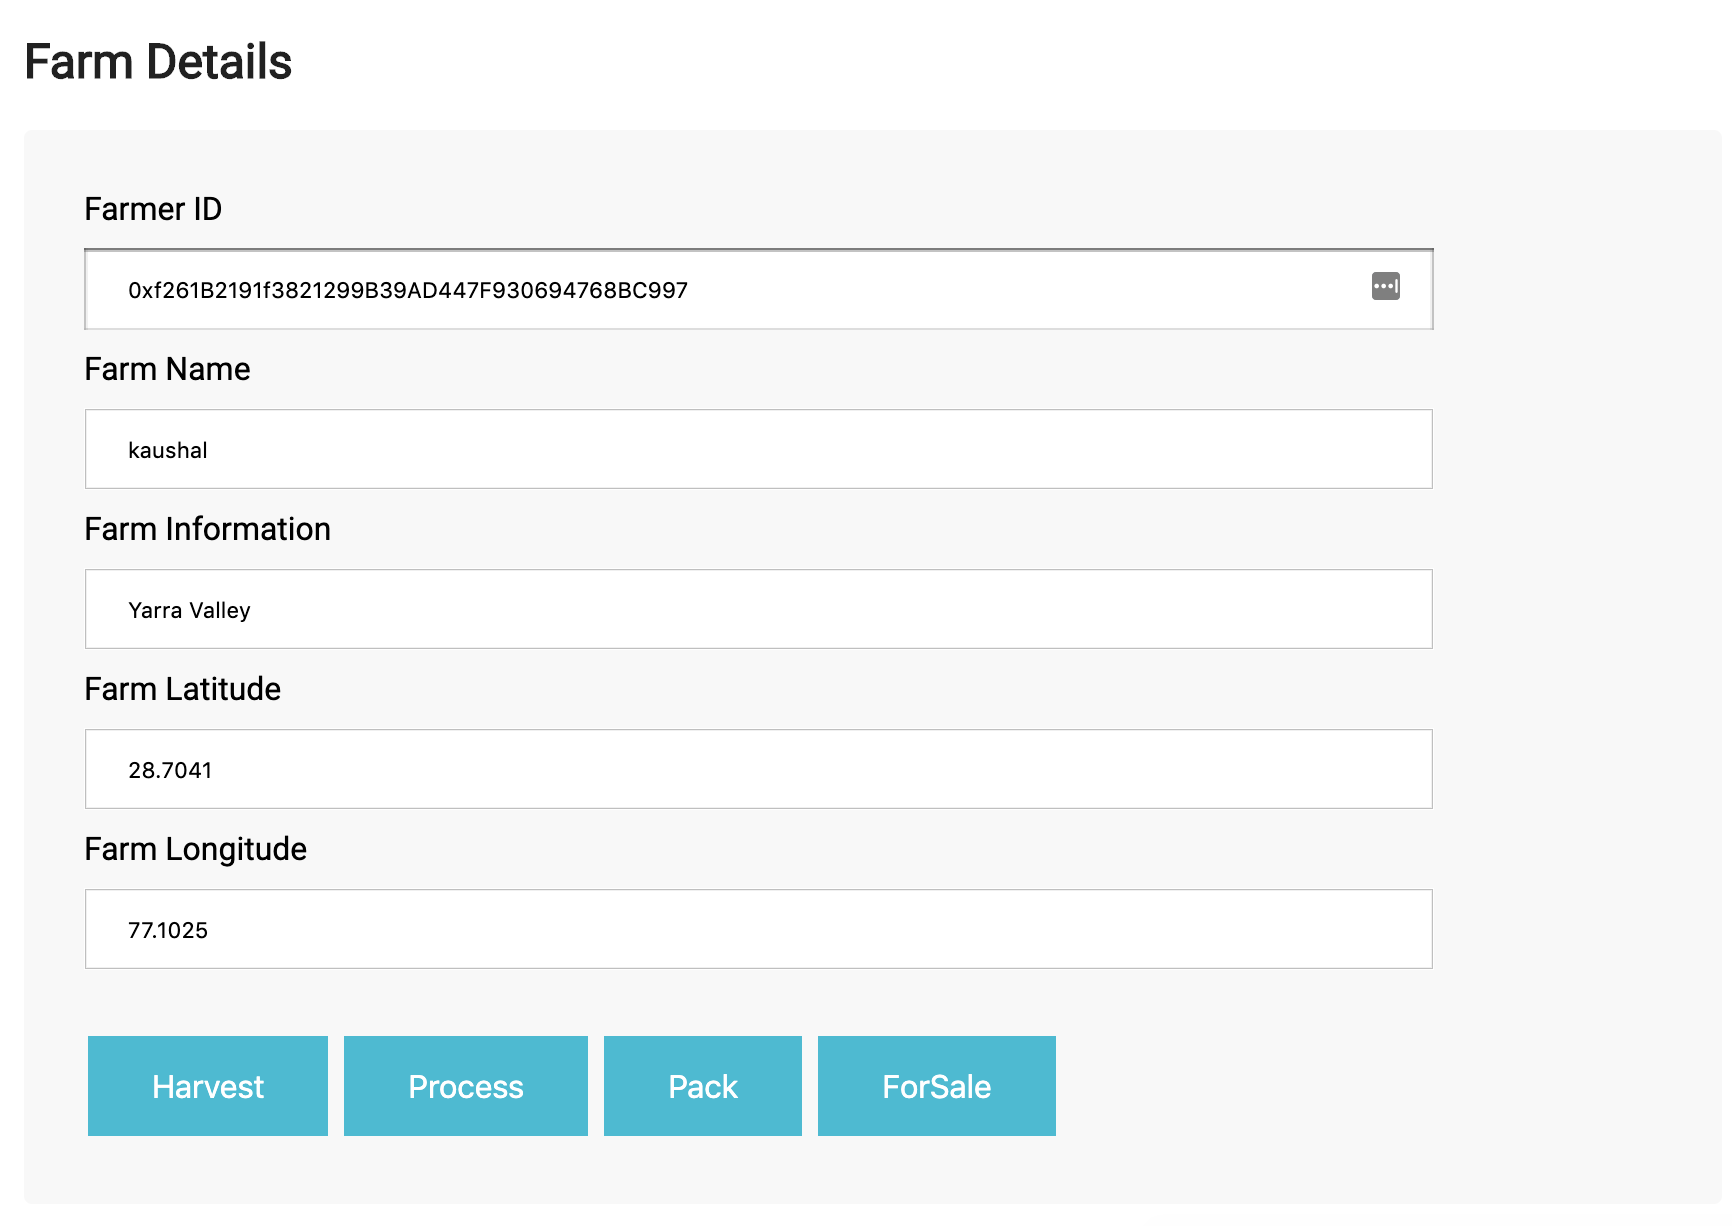 Farm Details
Farmer ID
0xf261B2191f3821299B39AD447F930694768BC997
Farm Name
kaushal
Farm Information
Yarra Valley
Farm Latitude
28.7041
Farm Longitude
77.1025
Harvest Process Pack ForSale